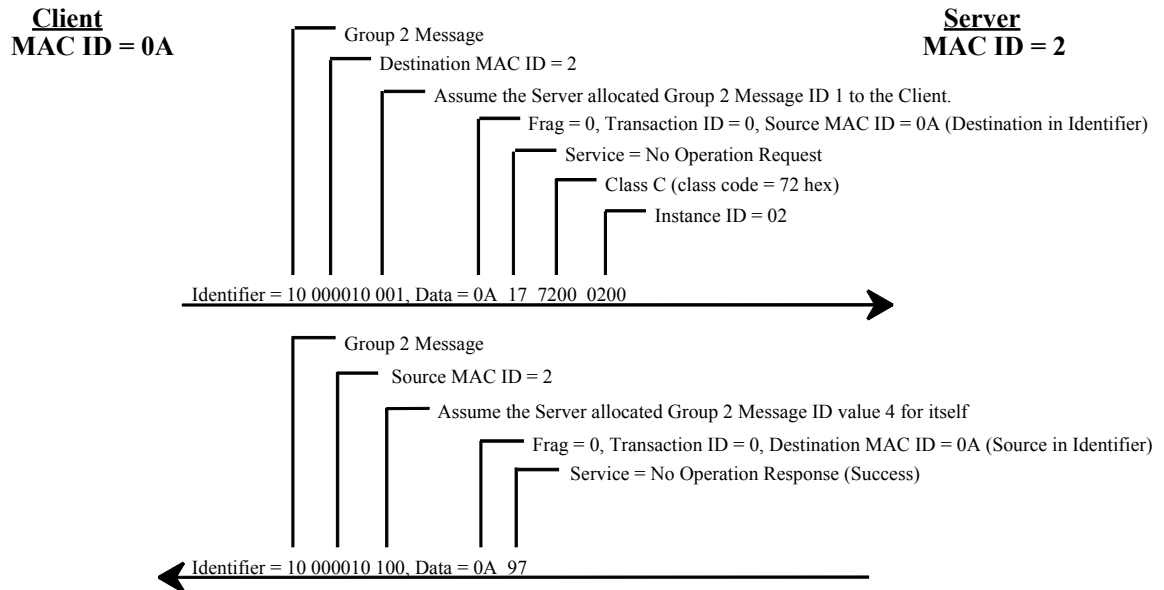 Client
MAC ID = 0A
Server
MAC ID = 2
Group 2 Message
Destination MAC ID = 2
Assume the Server allocated Group 2 Message ID 1 to the Client.
Frag = 0, Transaction ID = 0, Source MAC ID = 0A (Destination in Identifier)
Service = No Operation Request
Class C (class code = 72 hex)
Instance ID = 02
Identifier = 10 000010 001, Data = 0A 17 7200 0200
Group 2 Message
Source MAC ID = 2
Assume the Server allocated Group 2 Message ID value 4 for itself
Frag = 0, Transaction ID = 0, Destination MAC ID = 0A (Source in Identifier)
Service = No Operation Response (Success)
Identifier = 10 000010 100, Data = 0A 97